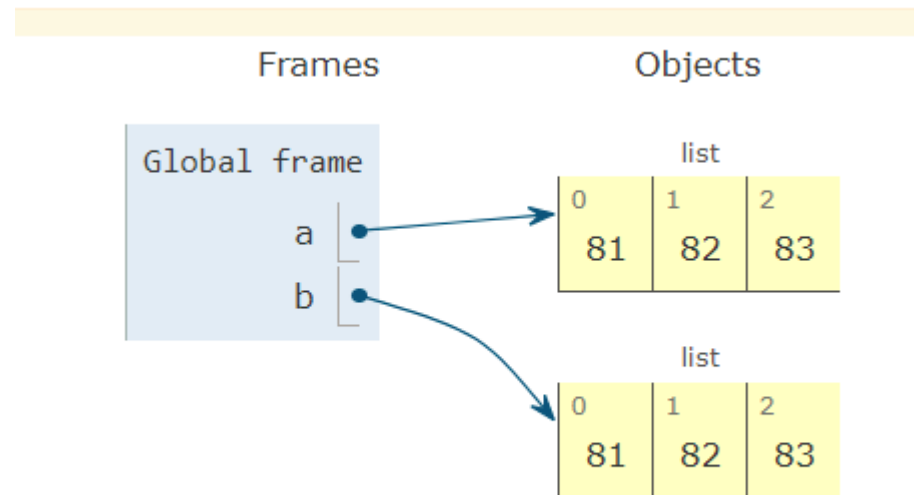 Frames Objects
Global frame
a
b
list
0 1 2
81 82 83
list
0 1 2
81 82 83